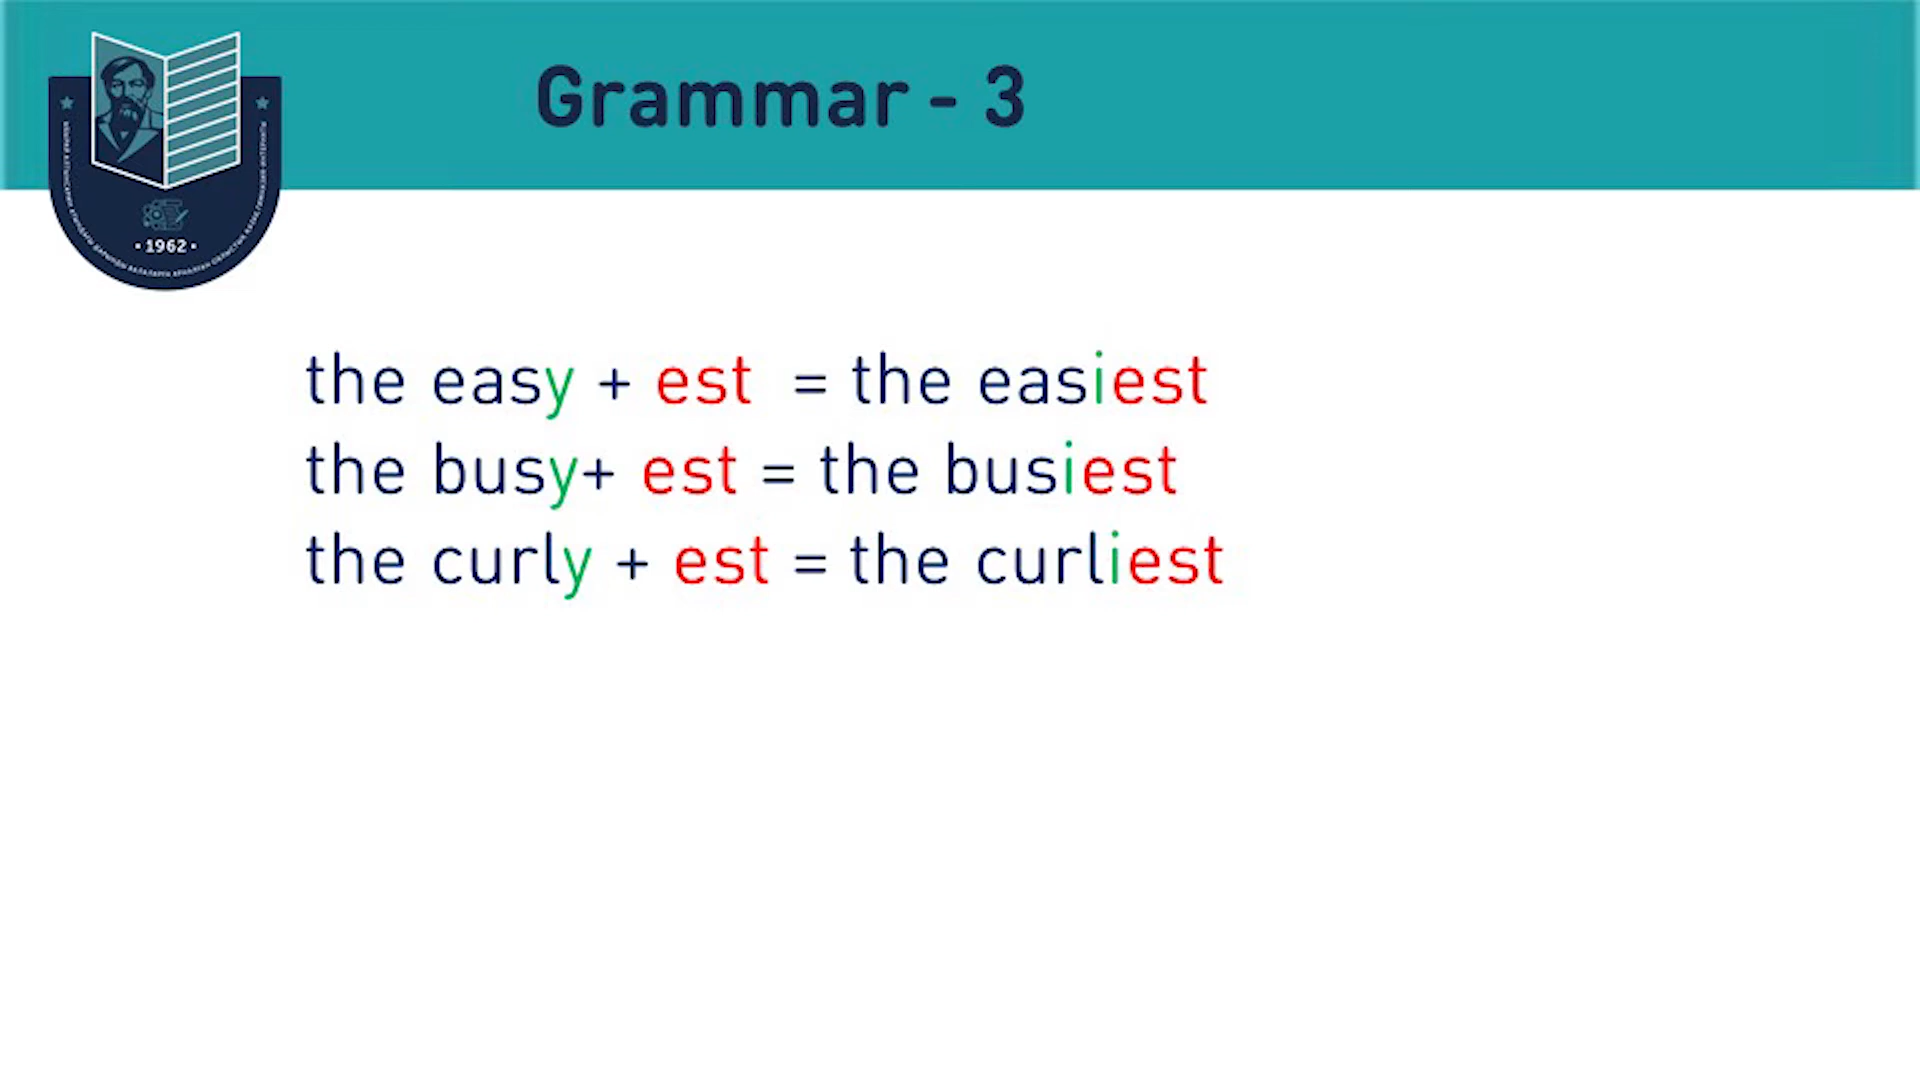 Grammar - 3
• 1962 •
the easy + est = the easiest
the busy+ est = the busiest
the curly + est = the curliest